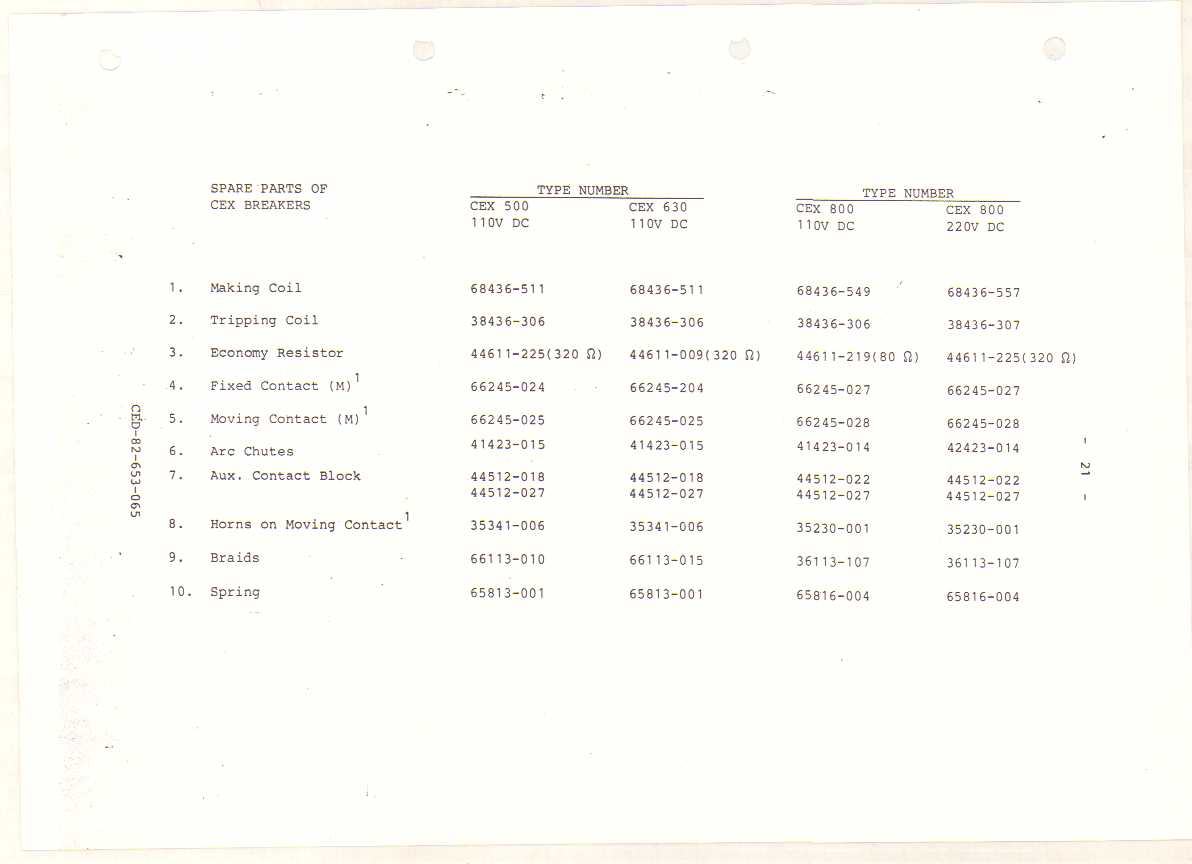 SPARE PARTS OF TYPE NUMBER TYPE NUMBER
CEX BREAKERS CEX 500 CEX 630 CEX 800 CEX 800
110V DC 110V DC 110V DC 220V DC
1. Making Coil 68436-511 68436-511 68436-549 68436-557
2. Tripping Coil 38436-306 38436-306 38436-306 38436-307
3. Economy Resistor 44611-225(320 Ω) 44611-009(320 Ω) 44611-219(80 Ω) 44611-225(320 Ω)
4. Fixed Contact (M)1 66245-024 66245-204 66245-027 66245-027
5. Moving Contact (M)1 66245-025 66245-025 66245-028 66245-028
6. Arc Chutes 41423-015 41423-015 41423-014 42423-014
7. Aux. Contact Block 44512-018 44512-018 44512-022 44512-022
44512-027 44512-027 44512-027 44512-027
8. Horns on Moving Contact1 35341-006 35341-006 35230-001 35230-001
9. Braids 66113-010 66113-015 36113-107 36113-107
10. Spring 65813-001 65813-001 65816-004 65816-004
CED-82-653-065
- 21 -